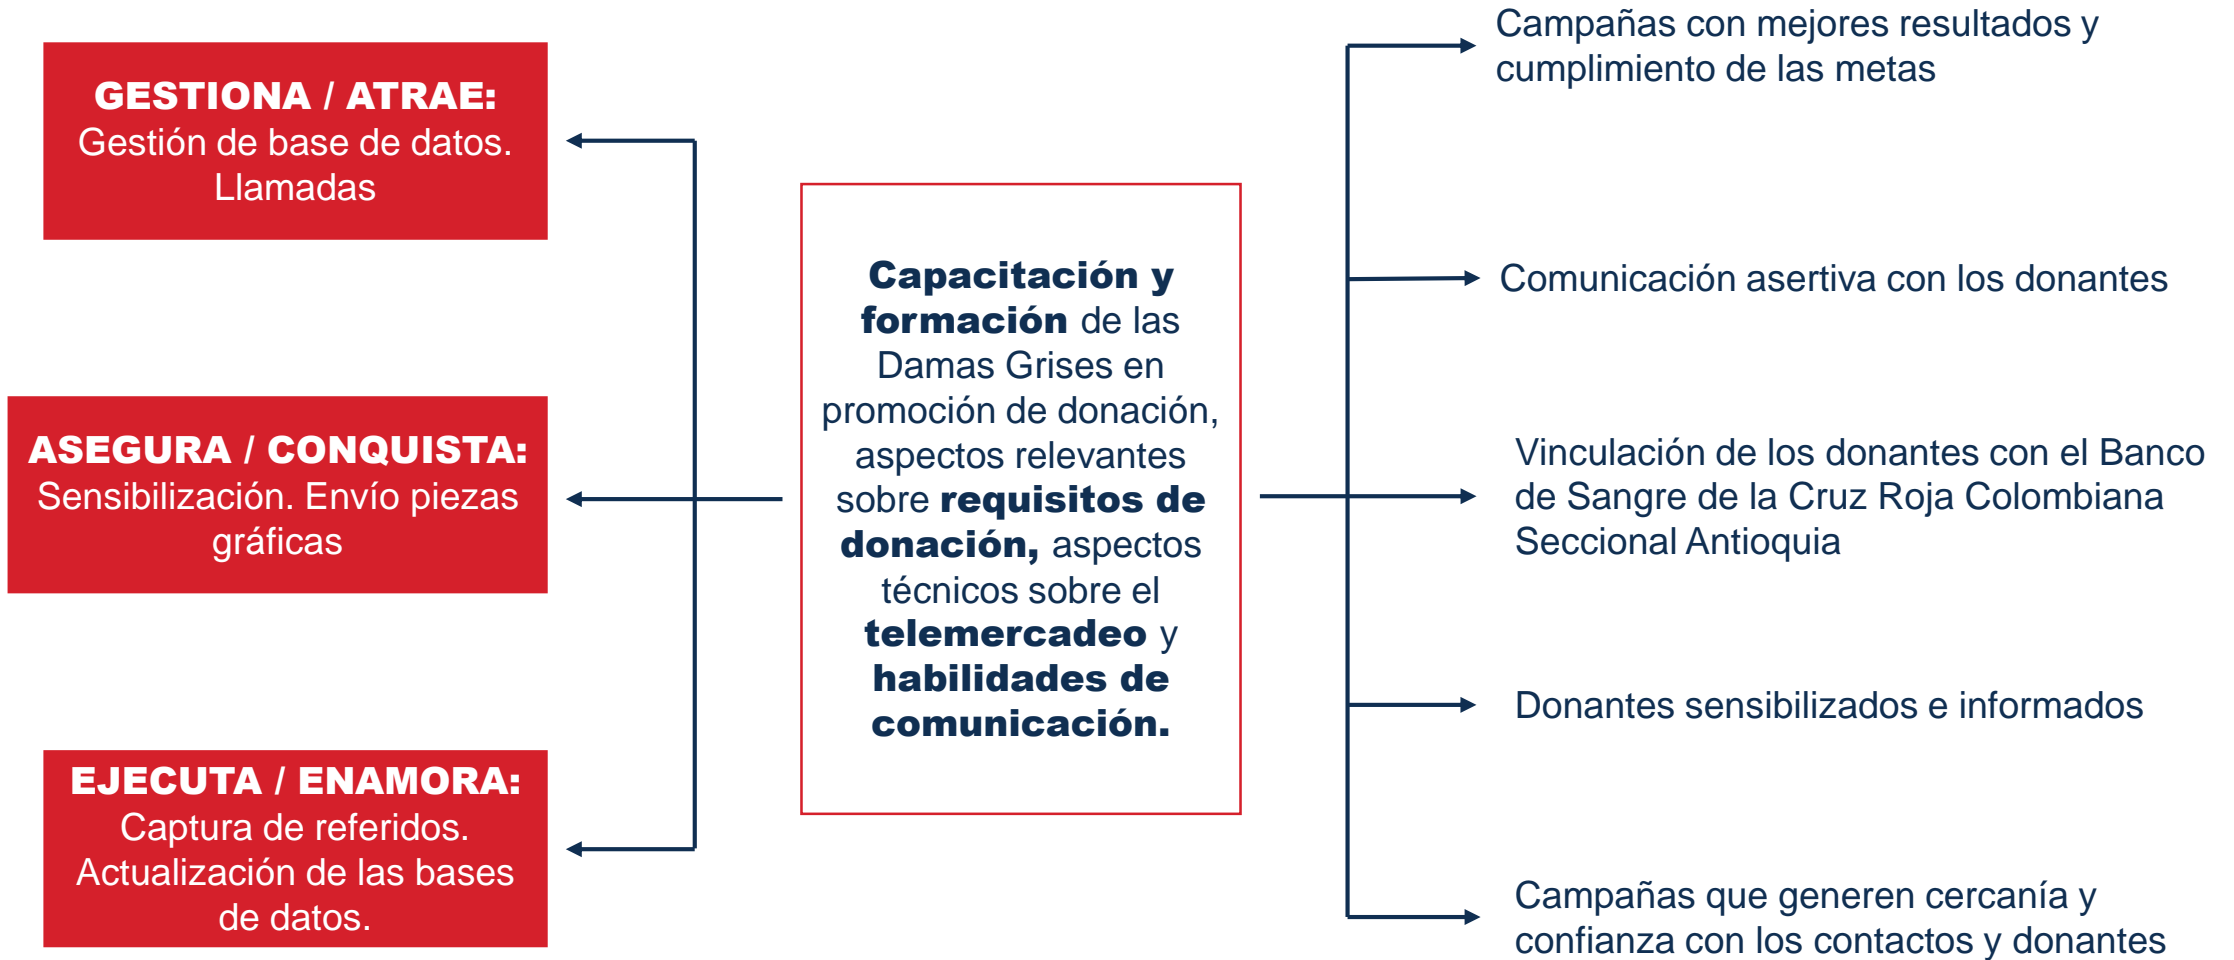 GESTIONA / ATRAE:
Gestión de base de datos.
Llamadas
ASEGURA / CONQUISTA:
Sensibilización. Envío piezas
gráficas
EJECUTA / ENAMORA:
Captura de referidos.
Actualización de las bases
de datos.
Capacitación y
formación de las
Damas Grises en
promoción de donación,
aspectos relevantes
sobre requisitos de
donación, aspectos
técnicos sobre el
telemercadeo y
habilidades de
comunicación.
Campañas con mejores resultados y
cumplimiento de las metas
Comunicación asertiva con los donantes
Vinculación de los donantes con el Banco
de Sangre de la Cruz Roja Colombiana
Seccional Antioquia
Donantes sensibilizados e informados
Campañas que generen cercanía y
confianza con los contactos y donantes